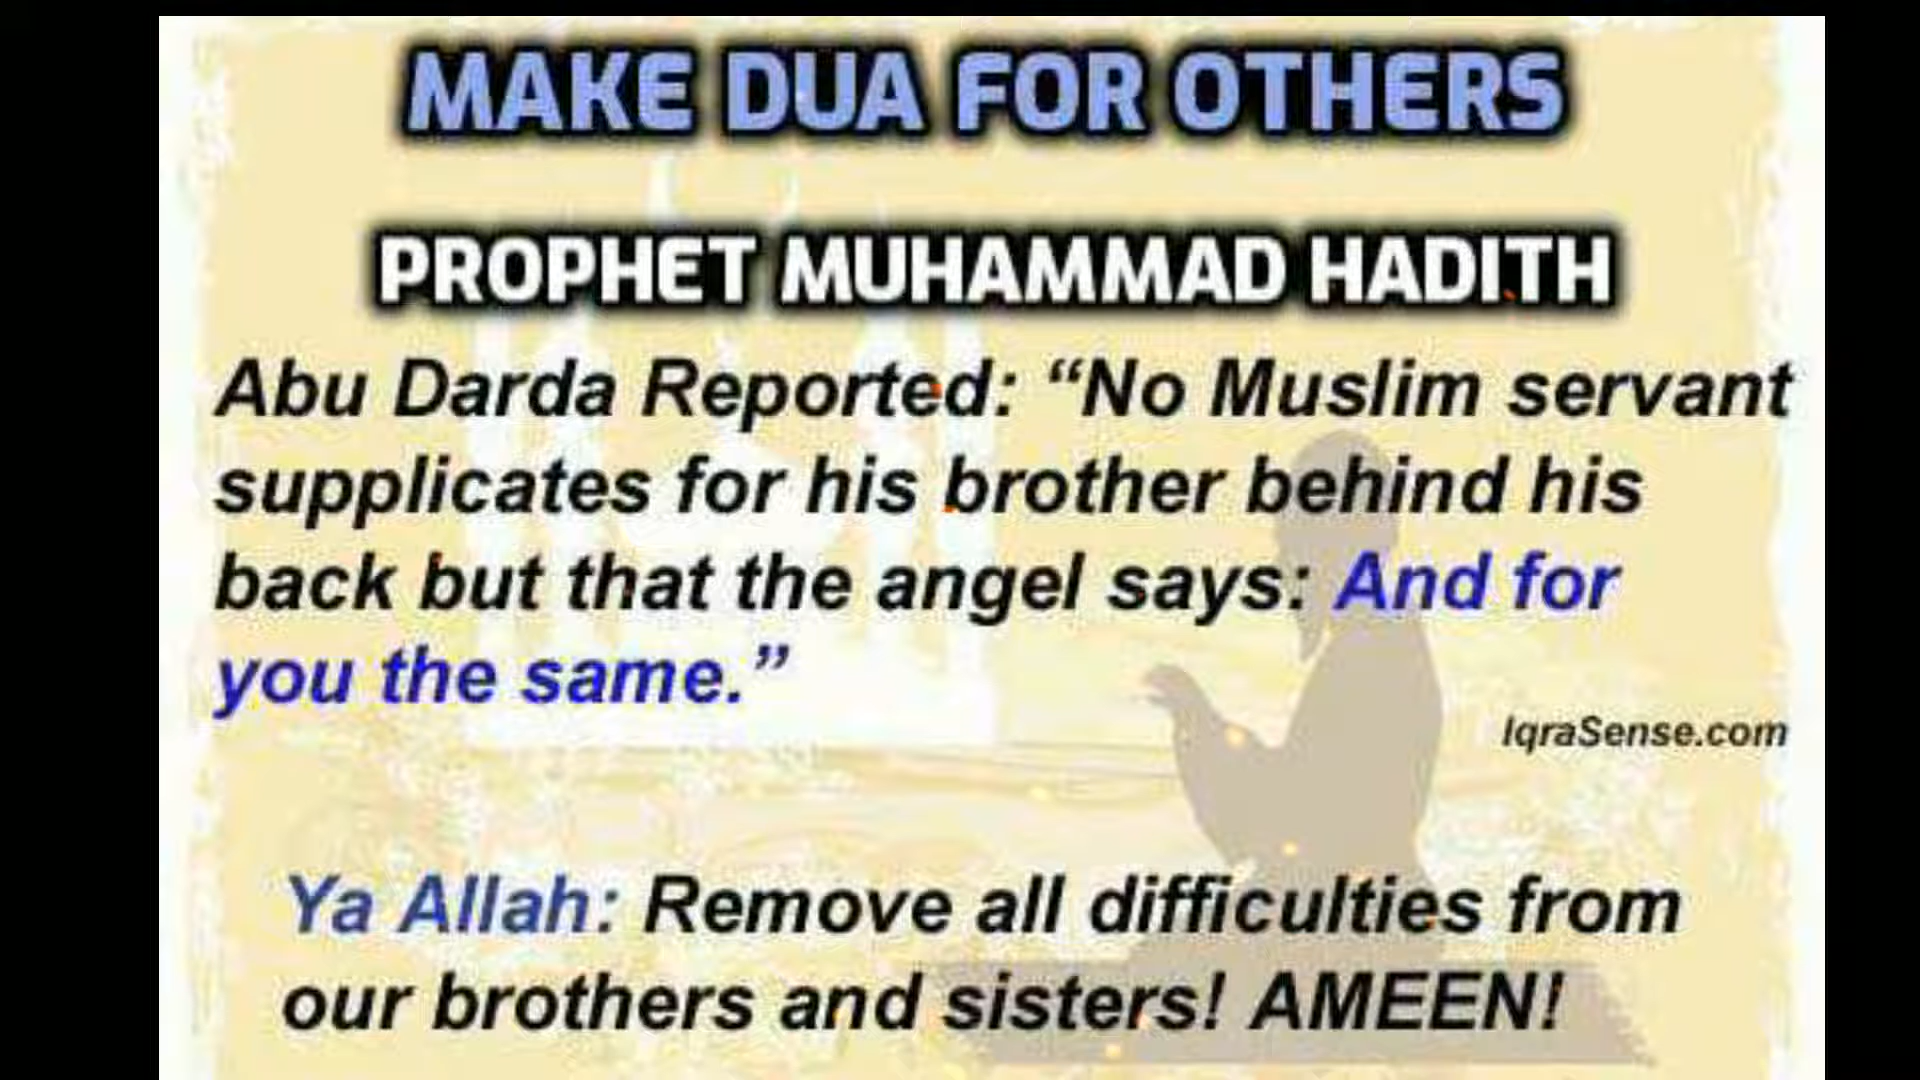 MAKE DUA FOR OTHERS
PROPHET MUHAMMAD HADITH
Abu Darda Reported: “No Muslim servant
supplicates for his brother behind his
back but that the angel says: And for
you the same.”
IqraSense.com
Ya Allah: Remove all difficulties from
our brothers and sisters! AMEEN!